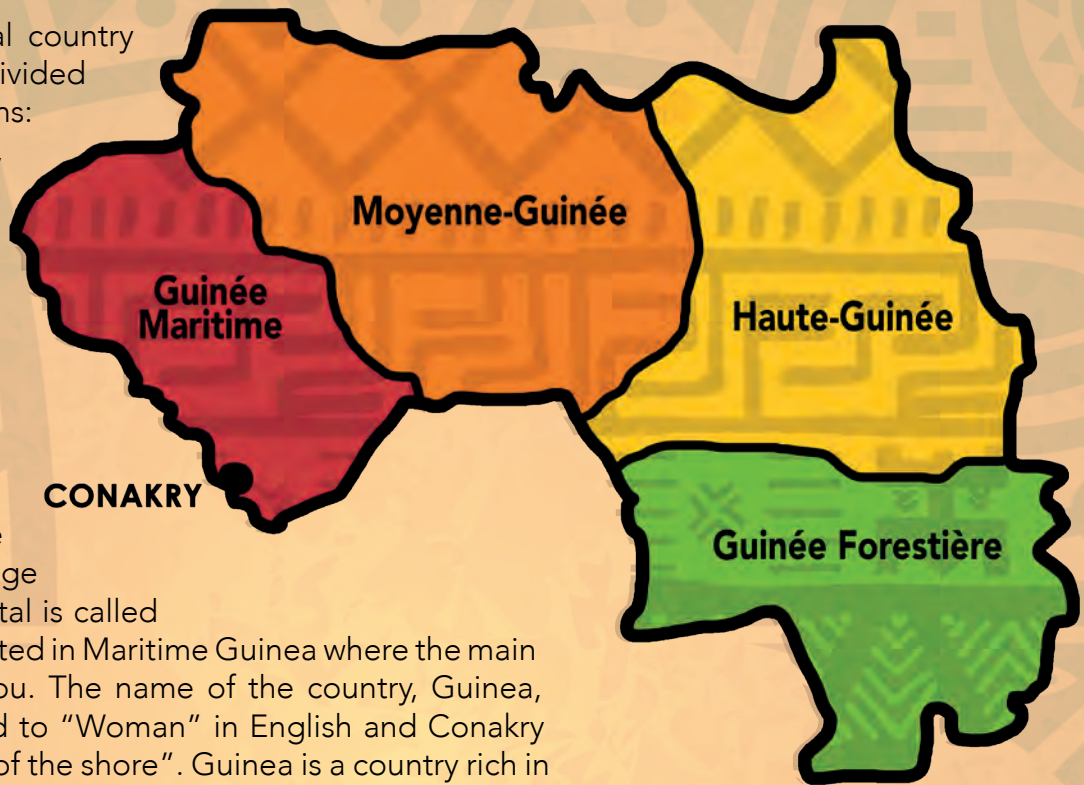 al country
ivided
ns:
Moyenne-Guinée
Guinée
Maritime
Haute-Guinée
CONAKRY
Guinée Forestière
e
ge
tal is called
ted in Maritime Guinea where the main
ou. The name of the country, Guinea,
d to “Woman” in English and Conakry
of the shore”. Guinea is a country rich in